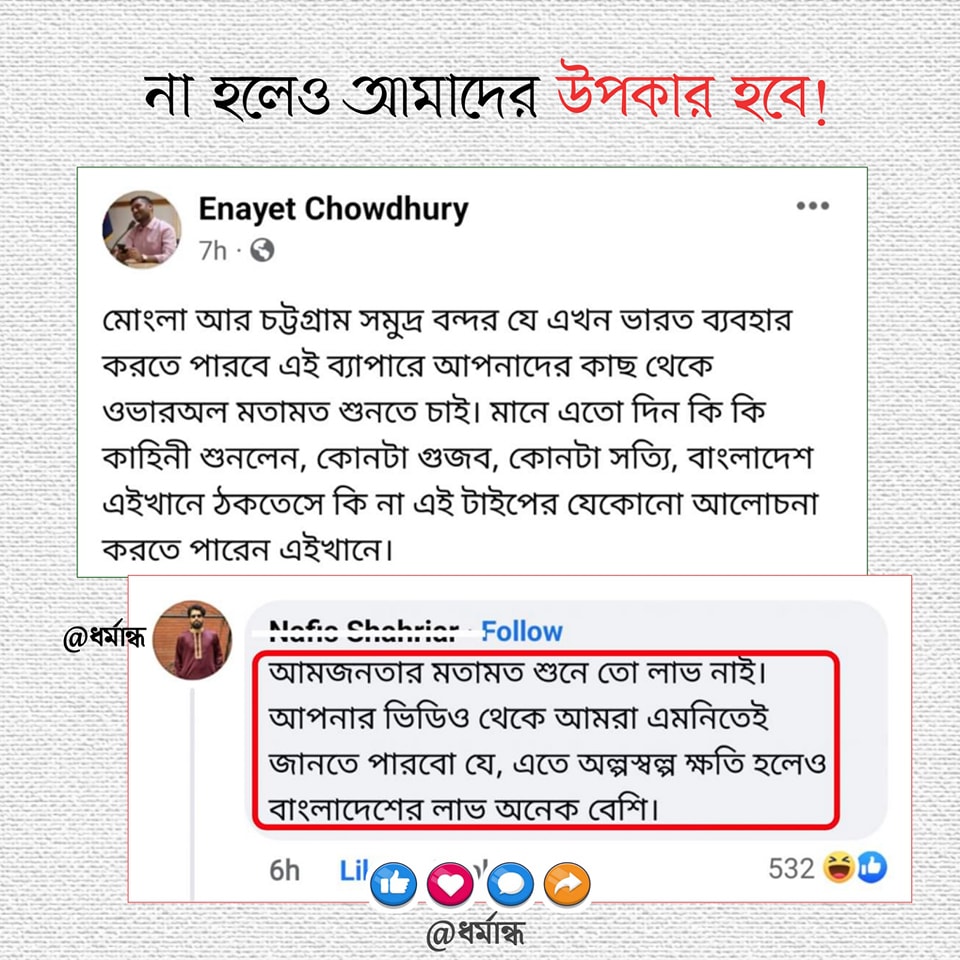 না হলেও আমাদের উপকার হবে!
Enayet Chowdhury
7h
মোংলা আর চট্টগ্রাম সমুদ্র বন্দর যে এখন ভারত ব্যবহার
করতে পারবে এই ব্যাপারে আপনাদের কাছ থেকে
ওভারঅল মতামত শুনতে চাই। মানে এতো দিন কি কি
কাহিনী শুনলেন, কোনটা গুজব, কোনটা সত্যি, বাংলাদেশ
এইখানে ঠকতেসে কি না এই টাইপের যেকোনো আলোচনা
করতে পারেন এইখানে।
@ধর্মান্ধ
Nafis Shahriar · Follow
আমজনতার মতামত শুনে তো লাভ নাই।
আপনার ভিডিও থেকে আমরা এমনিতেই
জানতে পারবো যে, এতে অল্পস্বল্প ক্ষতি হলেও
বাংলাদেশের লাভ অনেক বেশি।
6h 532
@ধর্মান্ধ